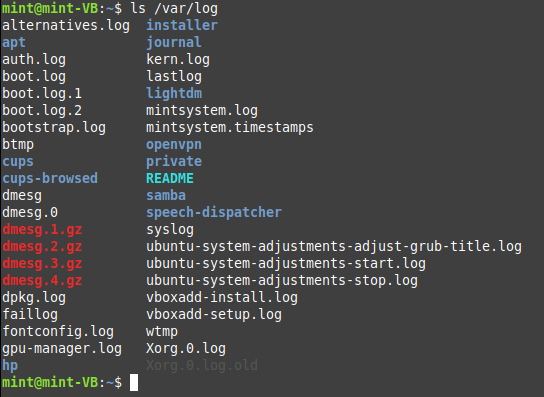 mint@mint-VB:~$ ls /var/log
alternatives.log  installer
apt               journal
auth.log          kern.log
boot.log          lastlog
boot.log.1        lightdm
boot.log.2        mintsystem.log
bootstrap.log     mintsystem.timestamps
btmp              openvpn
cups              private
cups-browsed      README
dmesg             samba
dmesg.0           speech-dispatcher
dmesg.1.gz        syslog
dmesg.2.gz        ubuntu-system-adjustments-adjust-grub-title.log
dmesg.3.gz        ubuntu-system-adjustments-start.log
dmesg.4.gz        ubuntu-system-adjustments-stop.log
dpkg.log          vboxadd-install.log
faillog           vboxadd-setup.log
fontconfig.log    wtmp
gpu-manager.log   Xorg.0.log
hp                Xorg.0.log.old
mint@mint-VB:~$